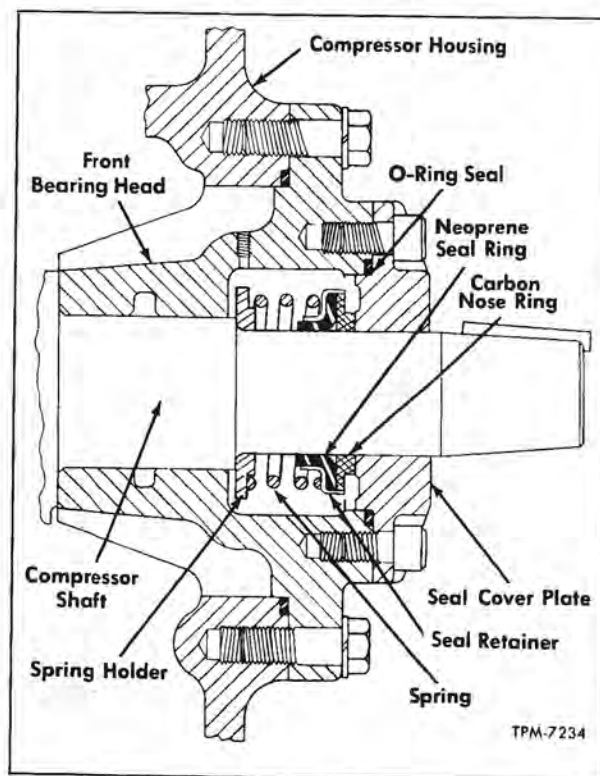 Compressor Housing
Front
Bearing Head
O-Ring Seal
Neoprene
Seal Ring
Carbon
Nose Ring
Compressor
Shaft
Seal Cover Plate
Spring Holder
Seal Retainer
Spring
TPM-7234